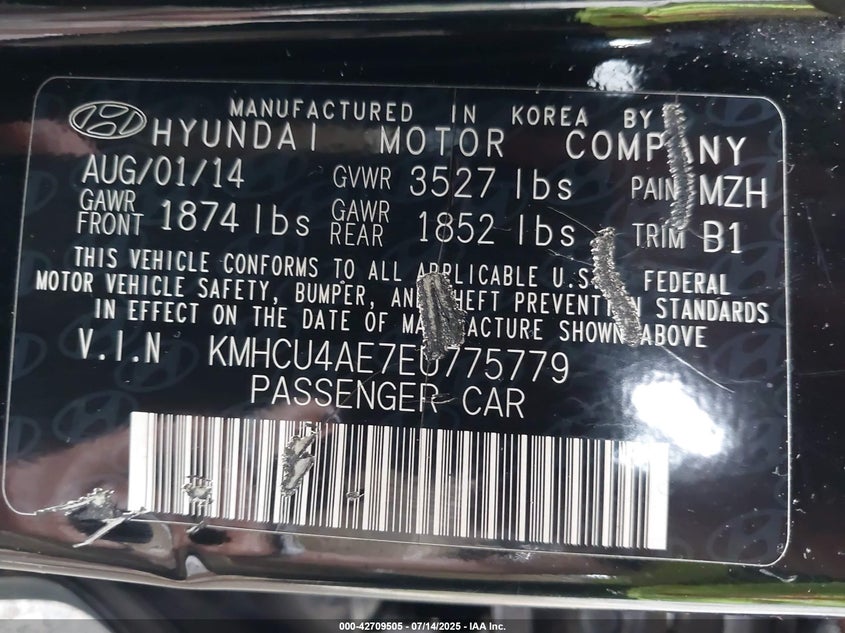 MANUFACTURED IN KOREA BY
HYUNDAI MOTOR COMPANY
AUG/01/14 GVWR 3527 lbs PAINT MZH
GAWR FRONT 1874 lbs GAWR REAR 1852 lbs TRIM B1
THIS VEHICLE CONFORMS TO ALL APPLICABLE U.S. FEDERAL
MOTOR VEHICLE SAFETY, BUMPER, AND THEFT PREVENTION STANDARDS
IN EFFECT ON THE DATE OF MANUFACTURE SHOWN ABOVE
V.I.N KMHCU4AE7EU775779
PASSENGER CAR
000-42709505 - 07/14/2025 - IAA Holdings, LLC.